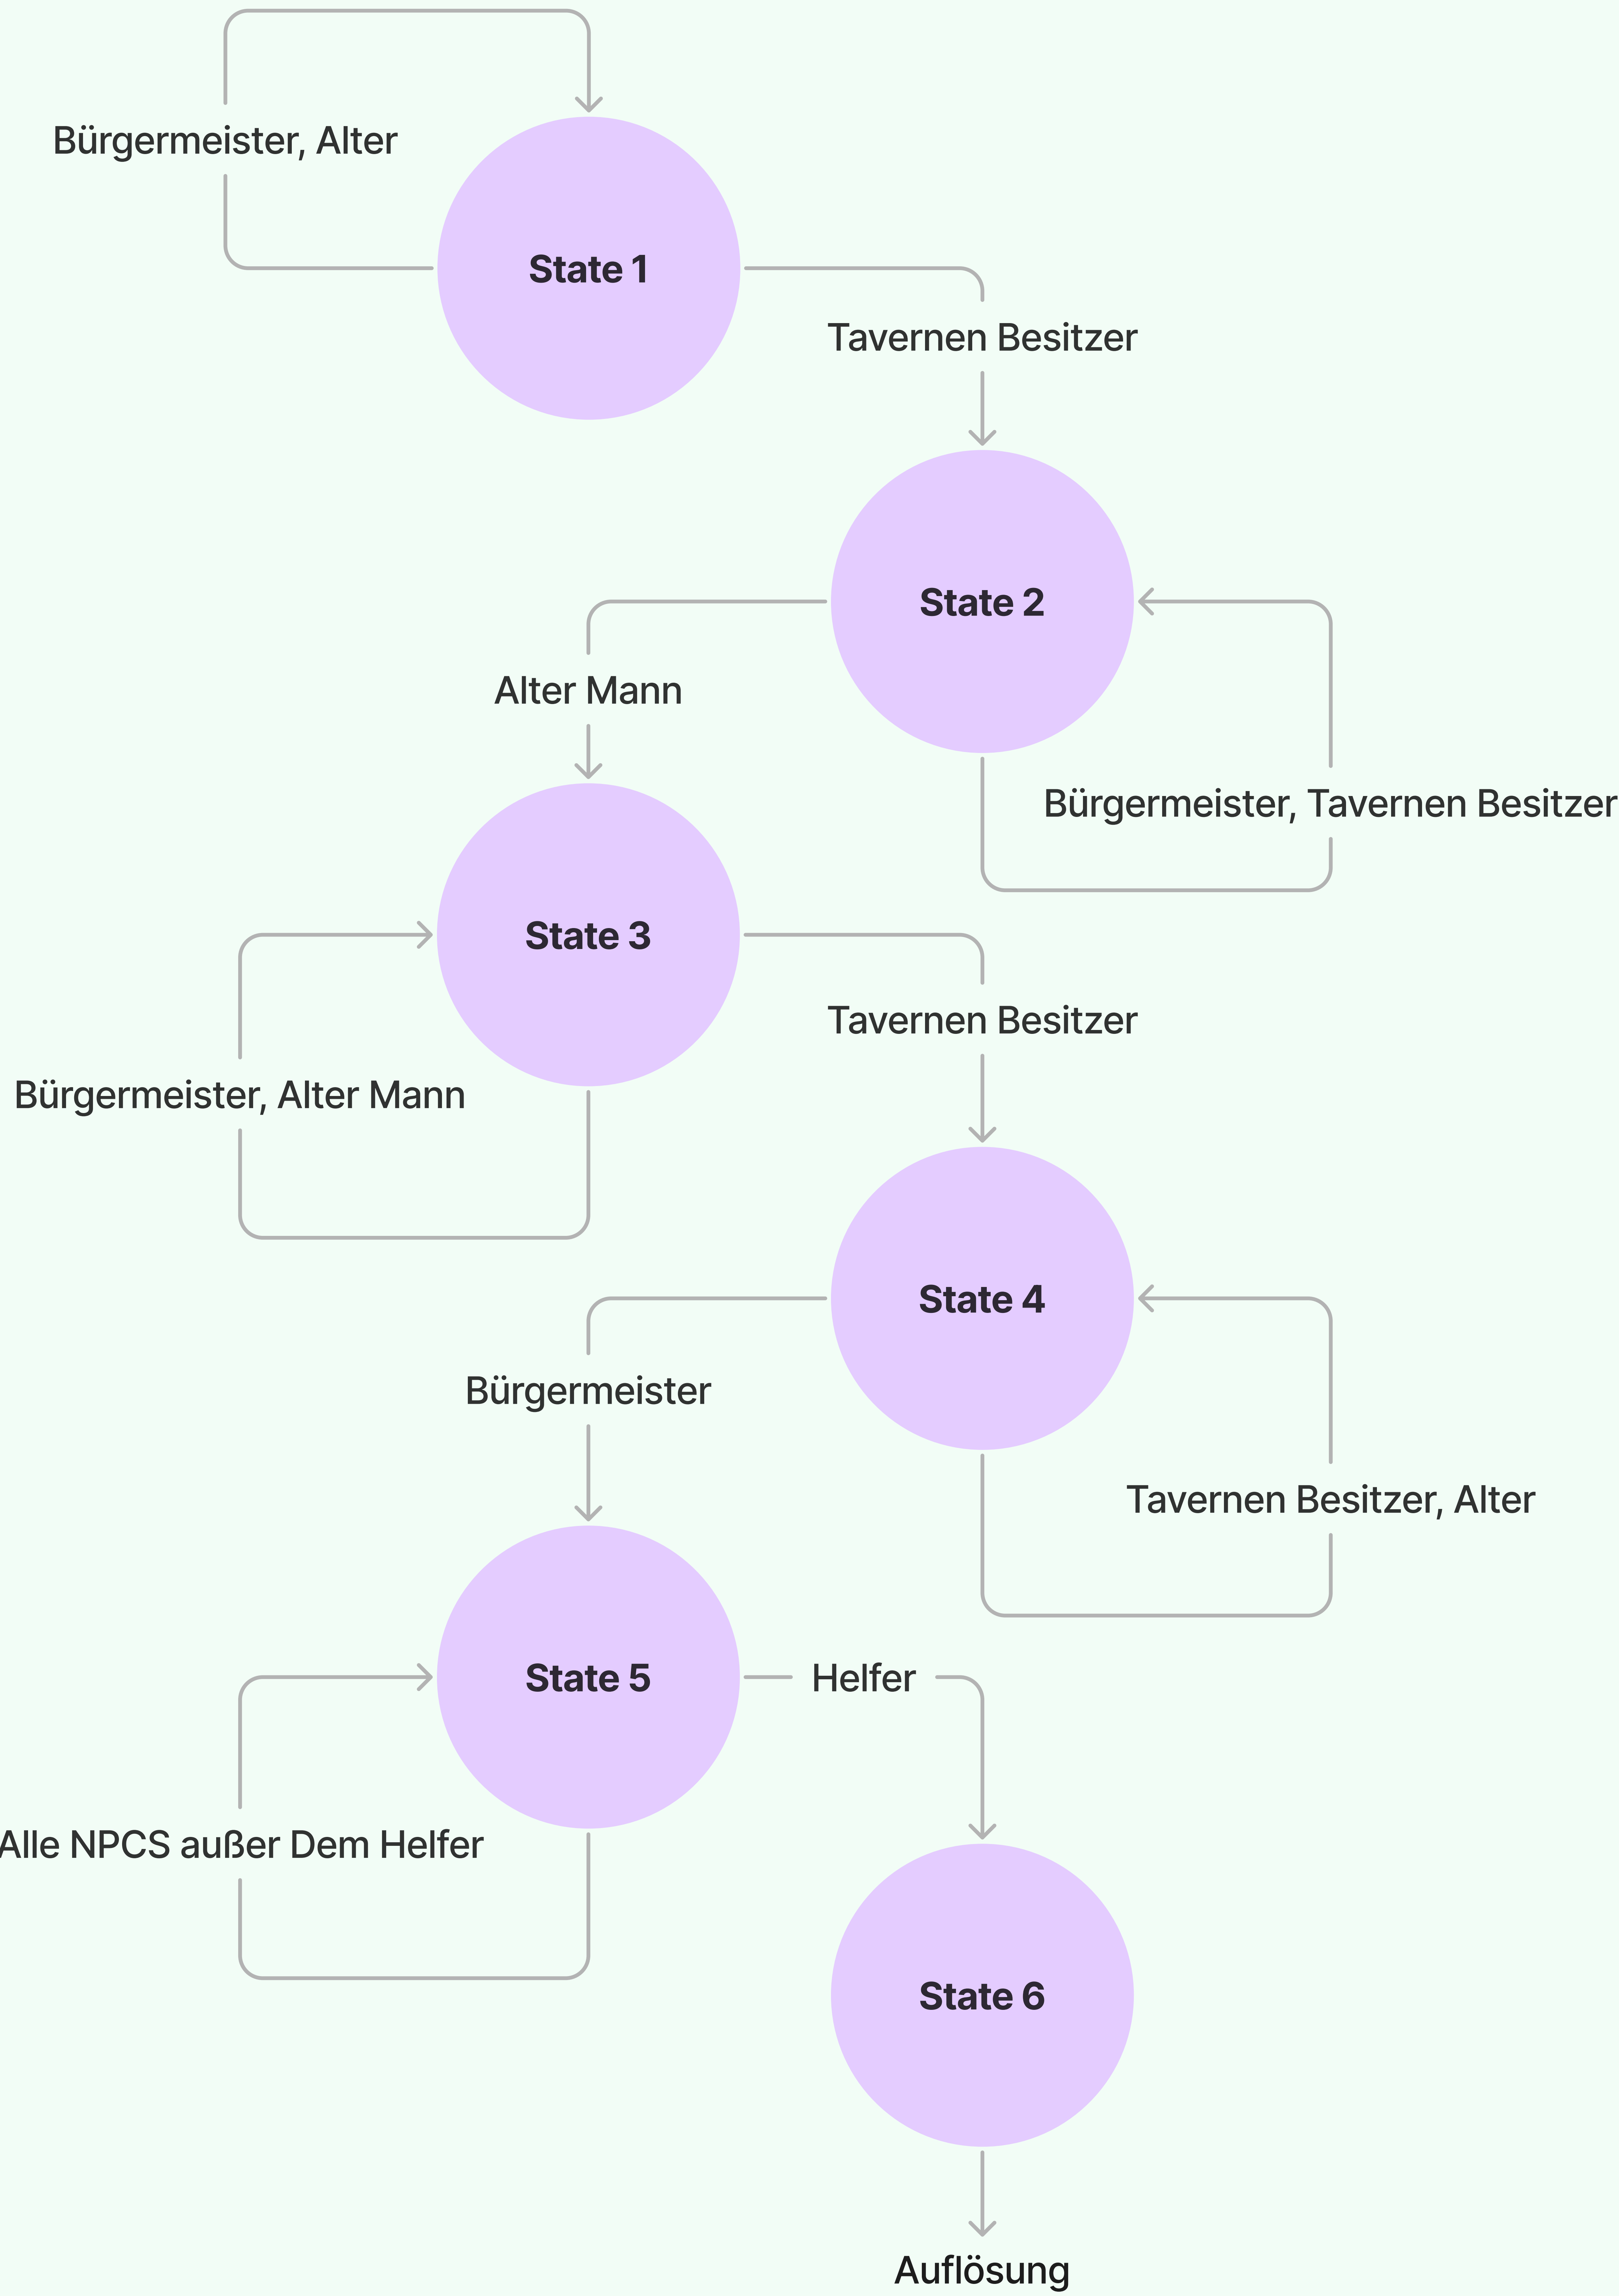 Bürgermeister, Alter
State 1
Tavernen Besitzer
State 2
Alter Mann
Bürgermeister, Tavernen Besitzer
State 3
Tavernen Besitzer
Bürgermeister, Alter Mann
State 4
Bürgermeister
Tavernen Besitzer, Alter
State 5
Helfer
Alle NPCS außer Dem Helfer
State 6
Auflösung